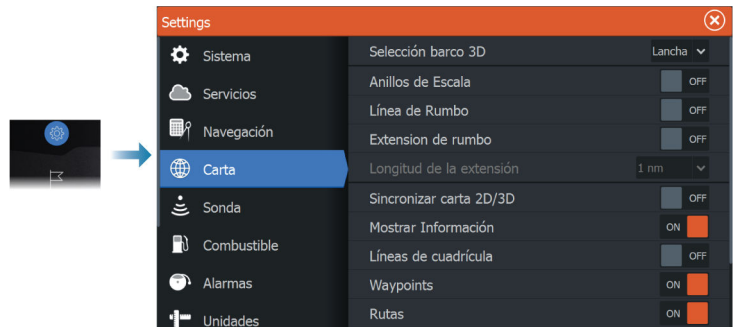 Settings
Sistema
Servicios
Navegación
Carta
Sonda
Combustible
Alarmas
Unidades
Selección barco 3D Lancha
Anillos de Escala OFF
Línea de Rumbo OFF
Extension de rumbo OFF
Longitud de la extensión 1 nm
Sincronizar carta 2D/3D OFF
Mostrar Información ON
Líneas de cuadrícula OFF
Waypoints ON
Rutas ON